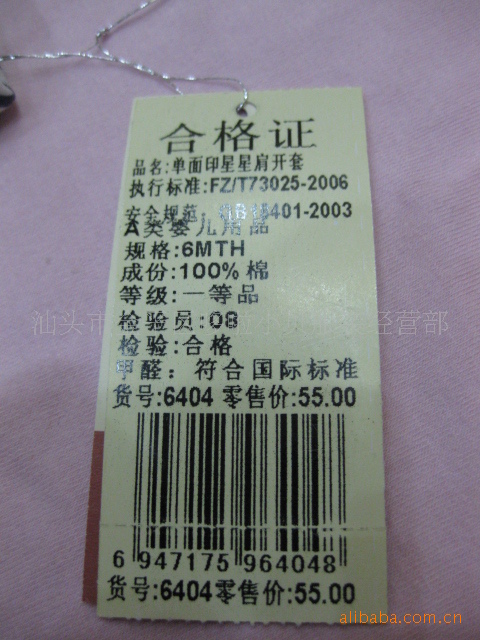 合格证
品名:单面印星星肩开套
执行标准:FZ/T73025-2006
安全规范: GB18401-2003
A类婴儿用品
规格:6MTH
成份:100%棉
等级:一等品
检验员:08
检验:合格
甲醛: 符合国际标准
货号:6404 零售价:55.00
6 947175 964048
货号:6404零售价:55.00
alibaba.com.cn